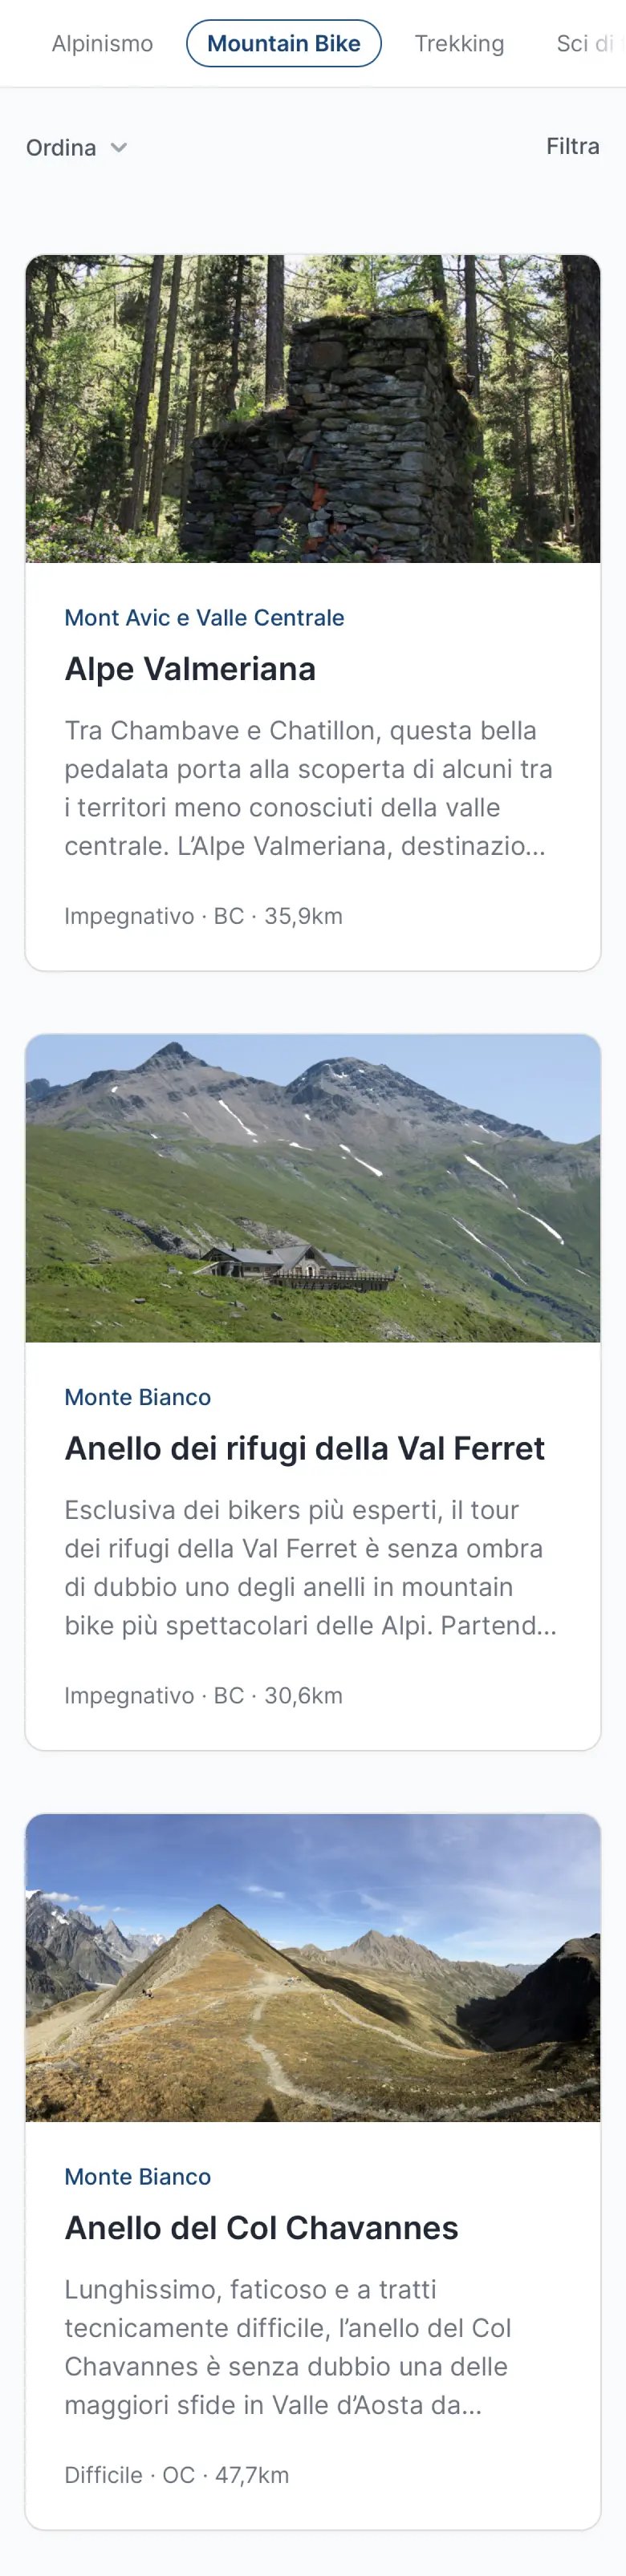 Alpinismo Mountain Bike Trekking Sci di
Ordina Filtra
Mont Avic e Valle Centrale
Alpe Valmeriana
Tra Chambave e Chatillon, questa bella
pedalata porta alla scoperta di alcuni tra
i territori meno conosciuti della valle
centrale. L’Alpe Valmeriana, destinazio...
Impegnativo · BC · 35,9km
Monte Bianco
Anello dei rifugi della Val Ferret
Esclusiva dei bikers più esperti, il tour
dei rifugi della Val Ferret è senza ombra
di dubbio uno degli anelli in mountain
bike più spettacolari delle Alpi. Partend...
Impegnativo · BC · 30,6km
Monte Bianco
Anello del Col Chavannes
Lunghissimo, faticoso e a tratti
tecnicamente difficile, l’anello del Col
Chavannes è senza dubbio una delle
maggiori sfide in Valle d’Aosta da...
Difficile · OC · 47,7km